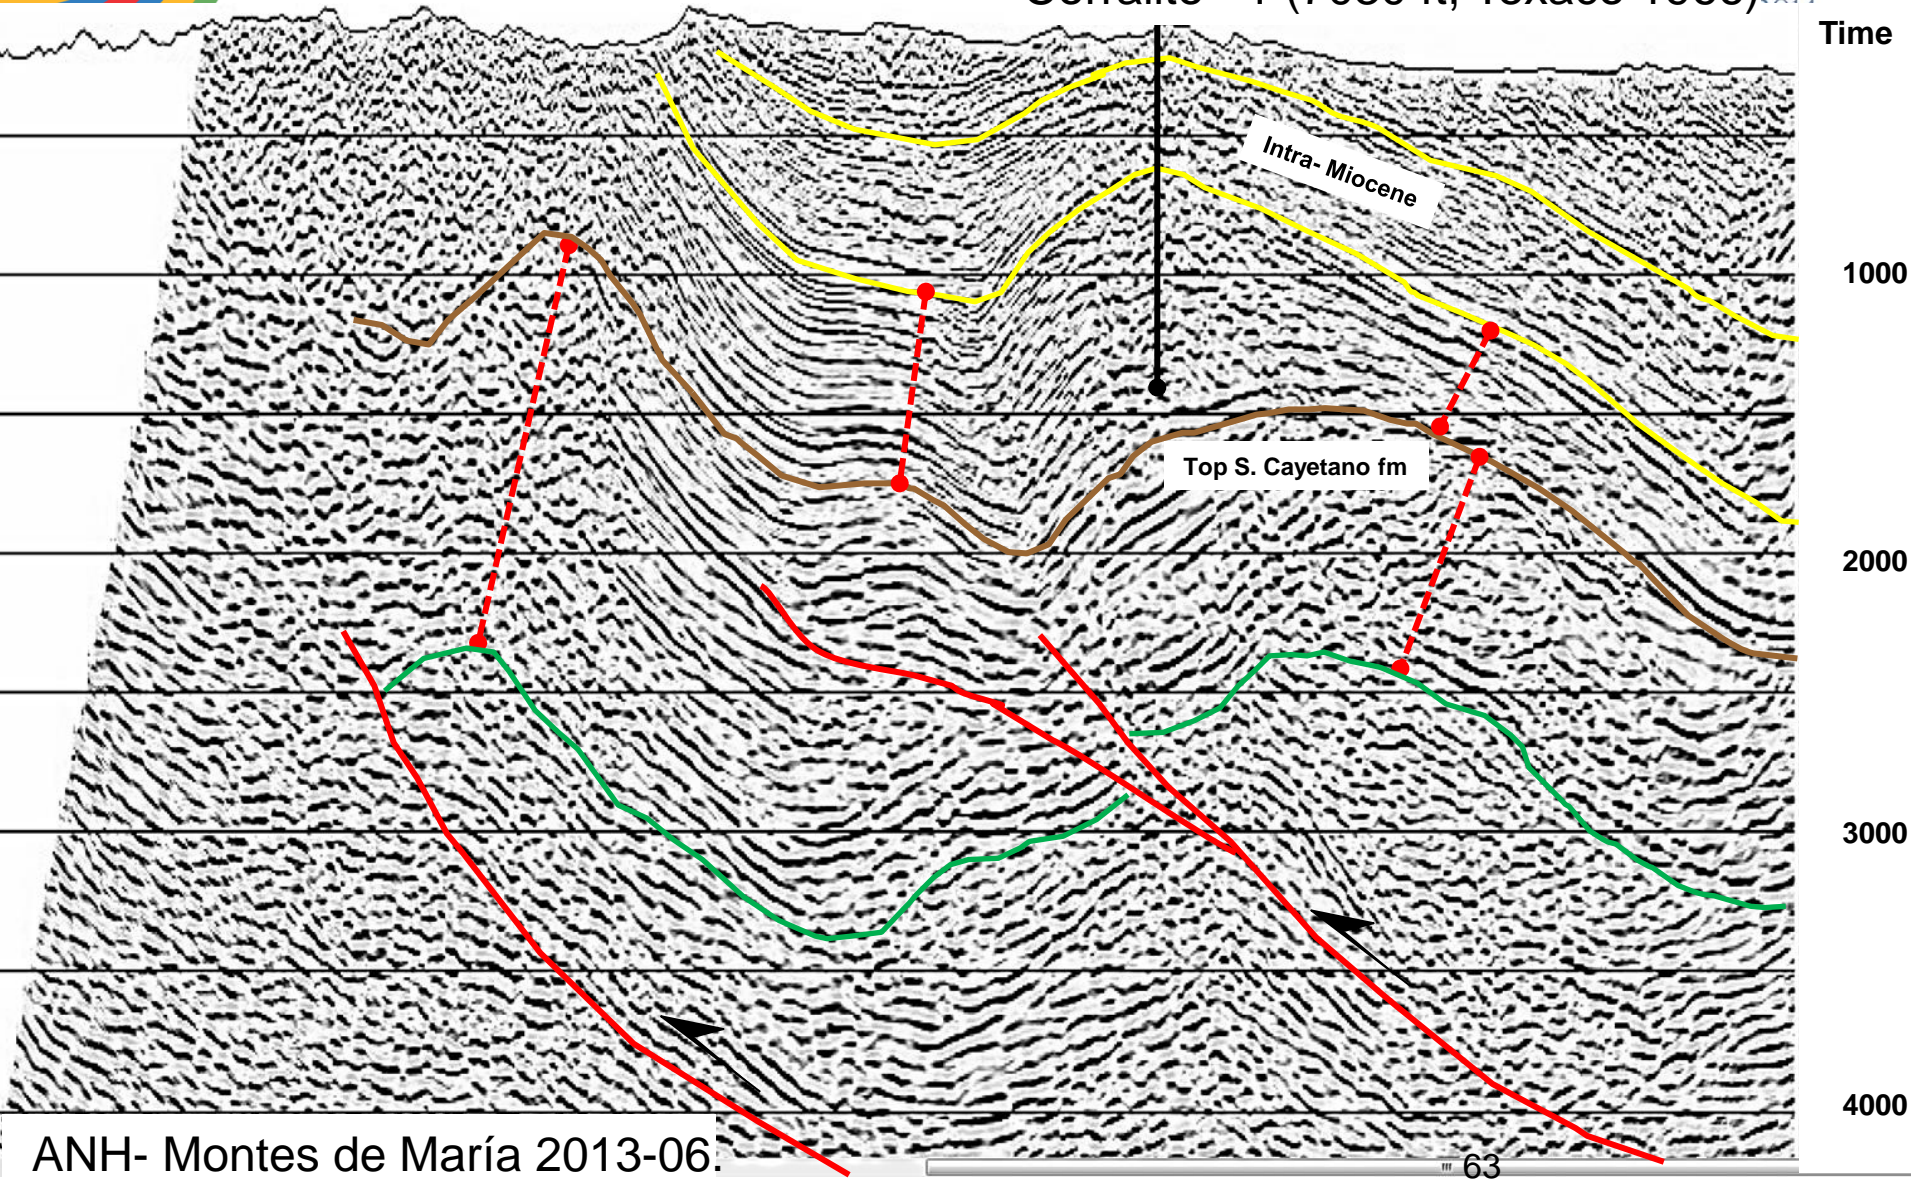 Time
Intra- Miocene
1000
Top S. Cayetano fm
2000
3000
4000
ANH- Montes de María 2013-06.
63